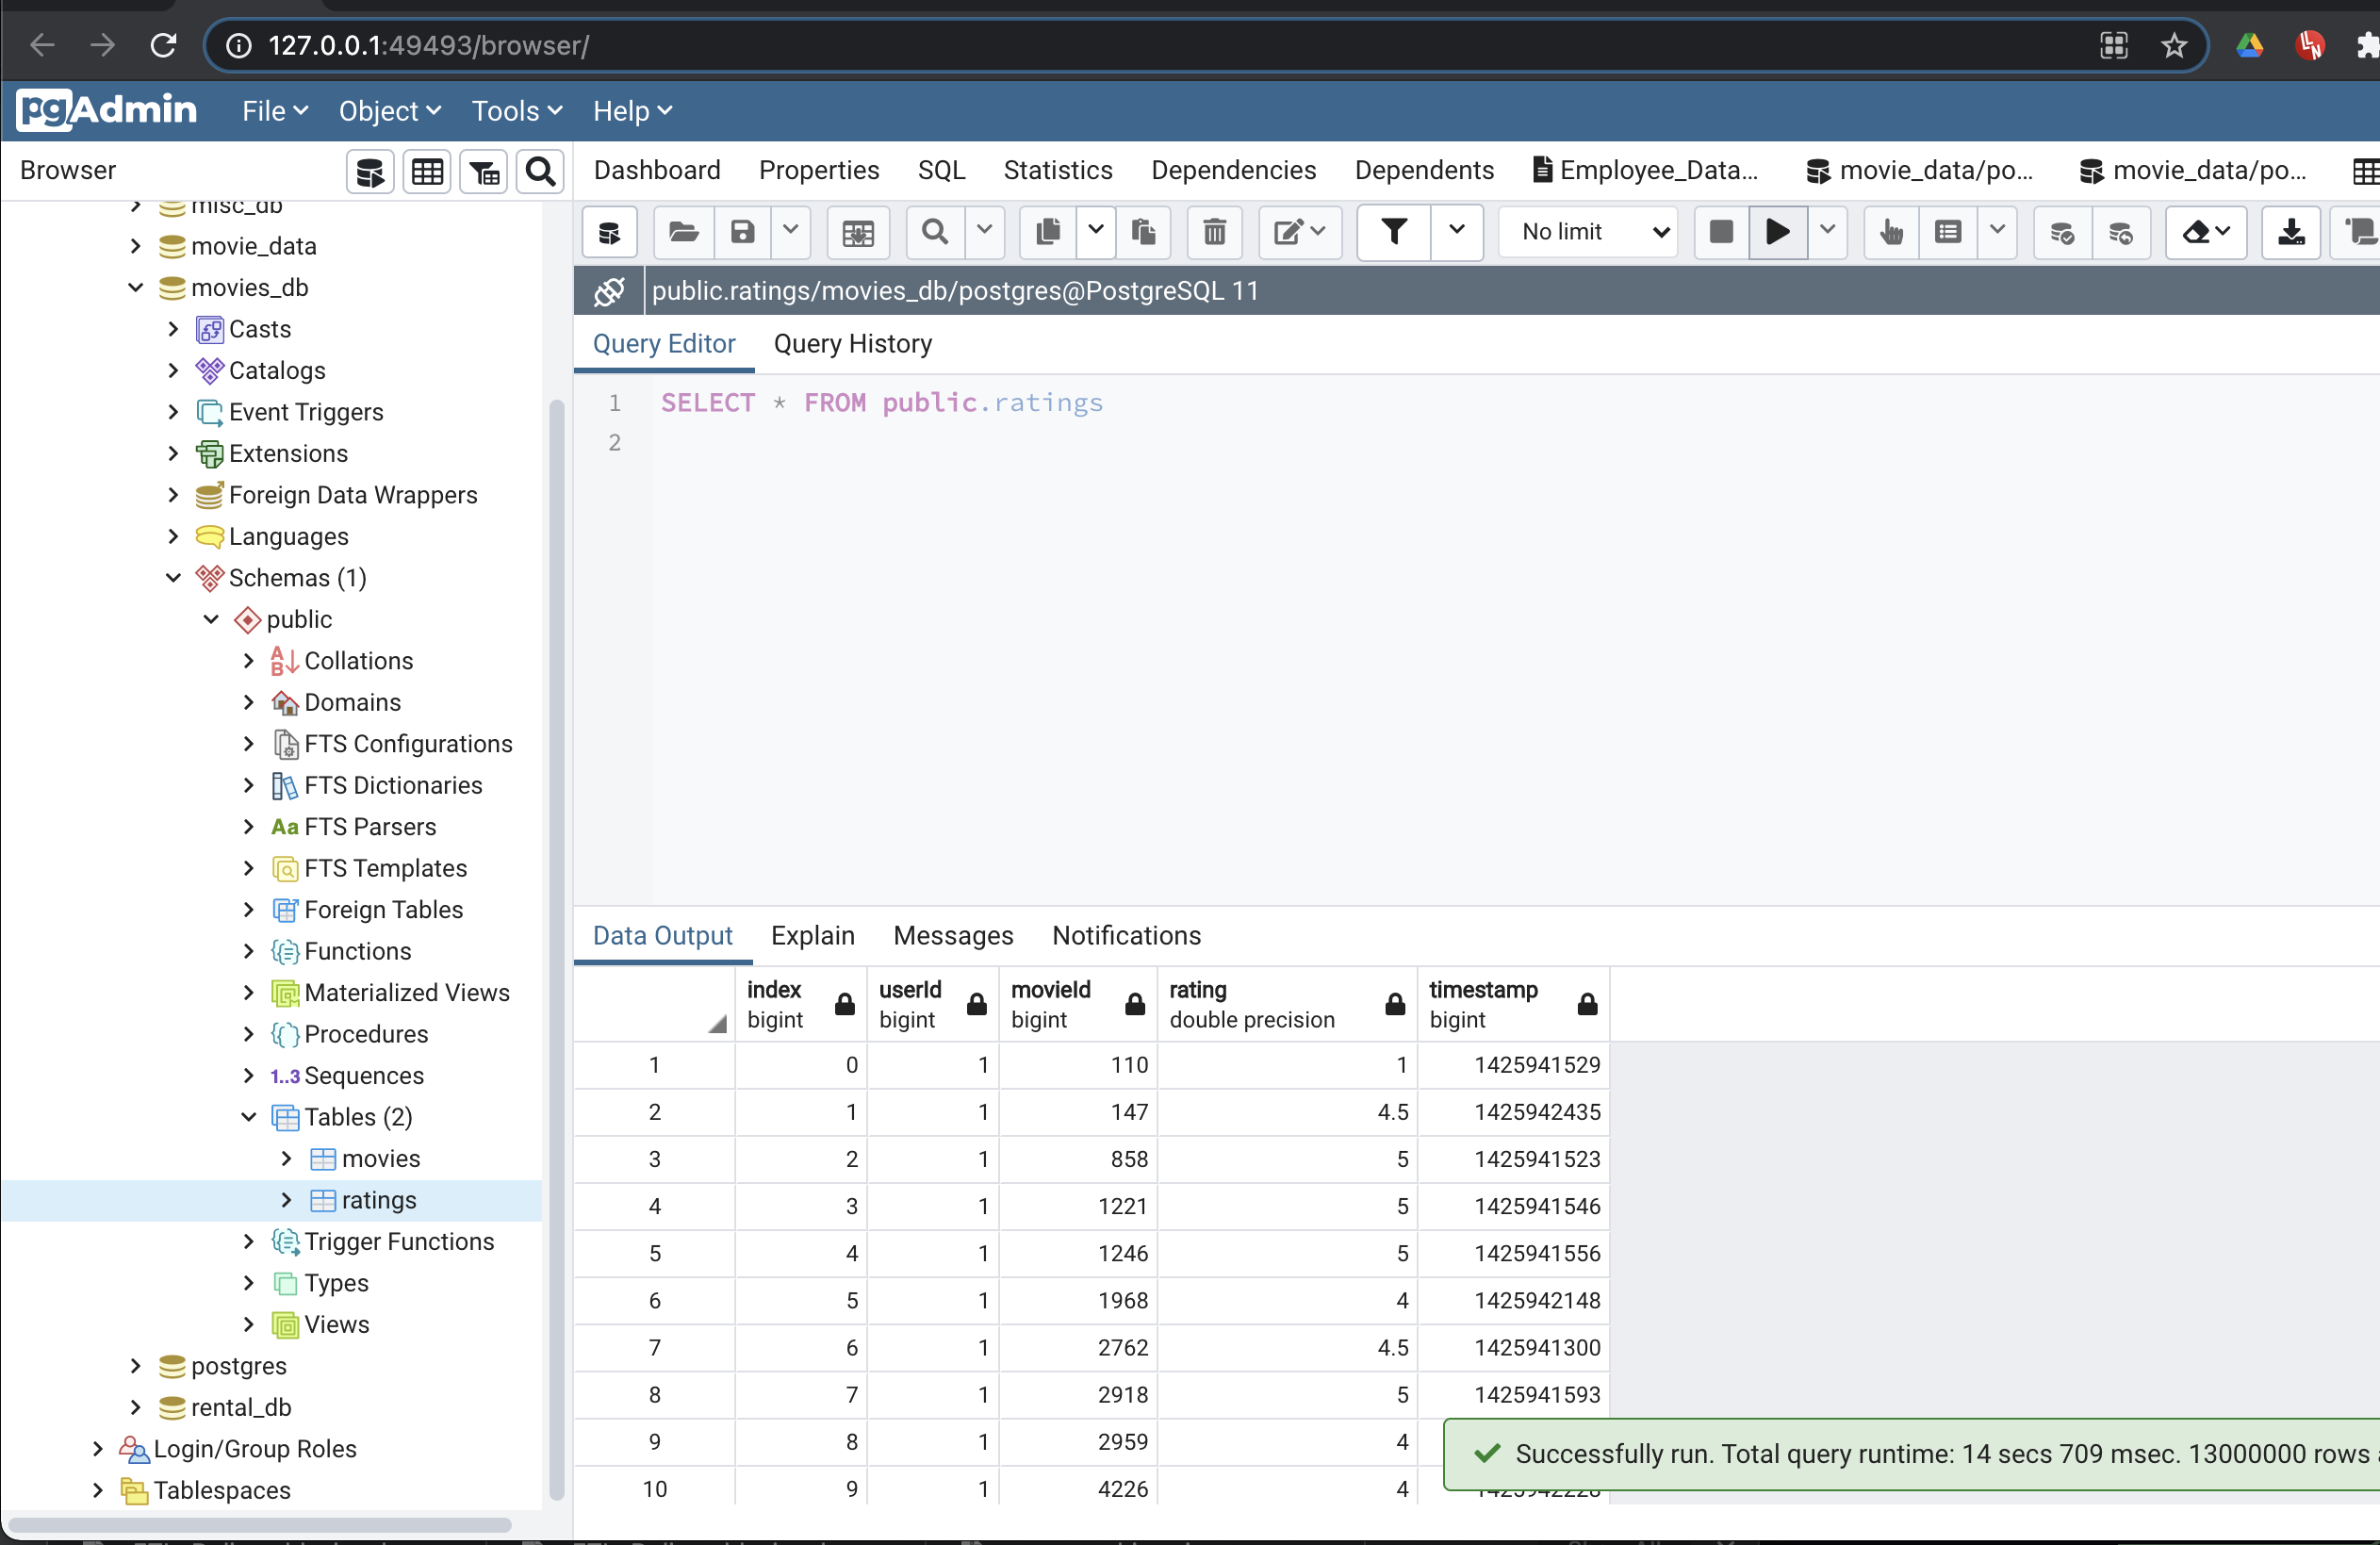 127.0.0.1:49493/browser/
pgAdmin File Object Tools Help
Browser
Dashboard Properties SQL Statistics Dependencies Dependents Employee_Data... movie_data/po... movie_data/po...
No limit
public.ratings/movies_db/postgres@PostgreSQL 11
Query Editor Query History
1 SELECT * FROM public.ratings
2
misc_db
movie_data
movies_db
Casts
Catalogs
Event Triggers
Extensions
Foreign Data Wrappers
Languages
Schemas (1)
public
Collations
Domains
FTS Configurations
FTS Dictionaries
Aa FTS Parsers
FTS Templates
Foreign Tables
Functions
Materialized Views
Procedures
1..3 Sequences
Tables (2)
movies
ratings
Trigger Functions
Types
Views
postgres
rental_db
Login/Group Roles
Tablespaces
Data Output Explain Messages Notifications
index userId movieId rating timestamp
bigint bigint bigint double precision bigint
1 0 1 110 1 1425941529
2 1 1 147 4.5 1425942435
3 2 1 858 5 1425941523
4 3 1 1221 5 1425941546
5 4 1 1246 5 1425941556
6 5 1 1968 4 1425942148
7 6 1 2762 4.5 1425941300
8 7 1 2918 5 1425941593
9 8 1 2959 4
10 9 1 4226 4
Successfully run. Total query runtime: 14 secs 709 msec. 13000000 rows